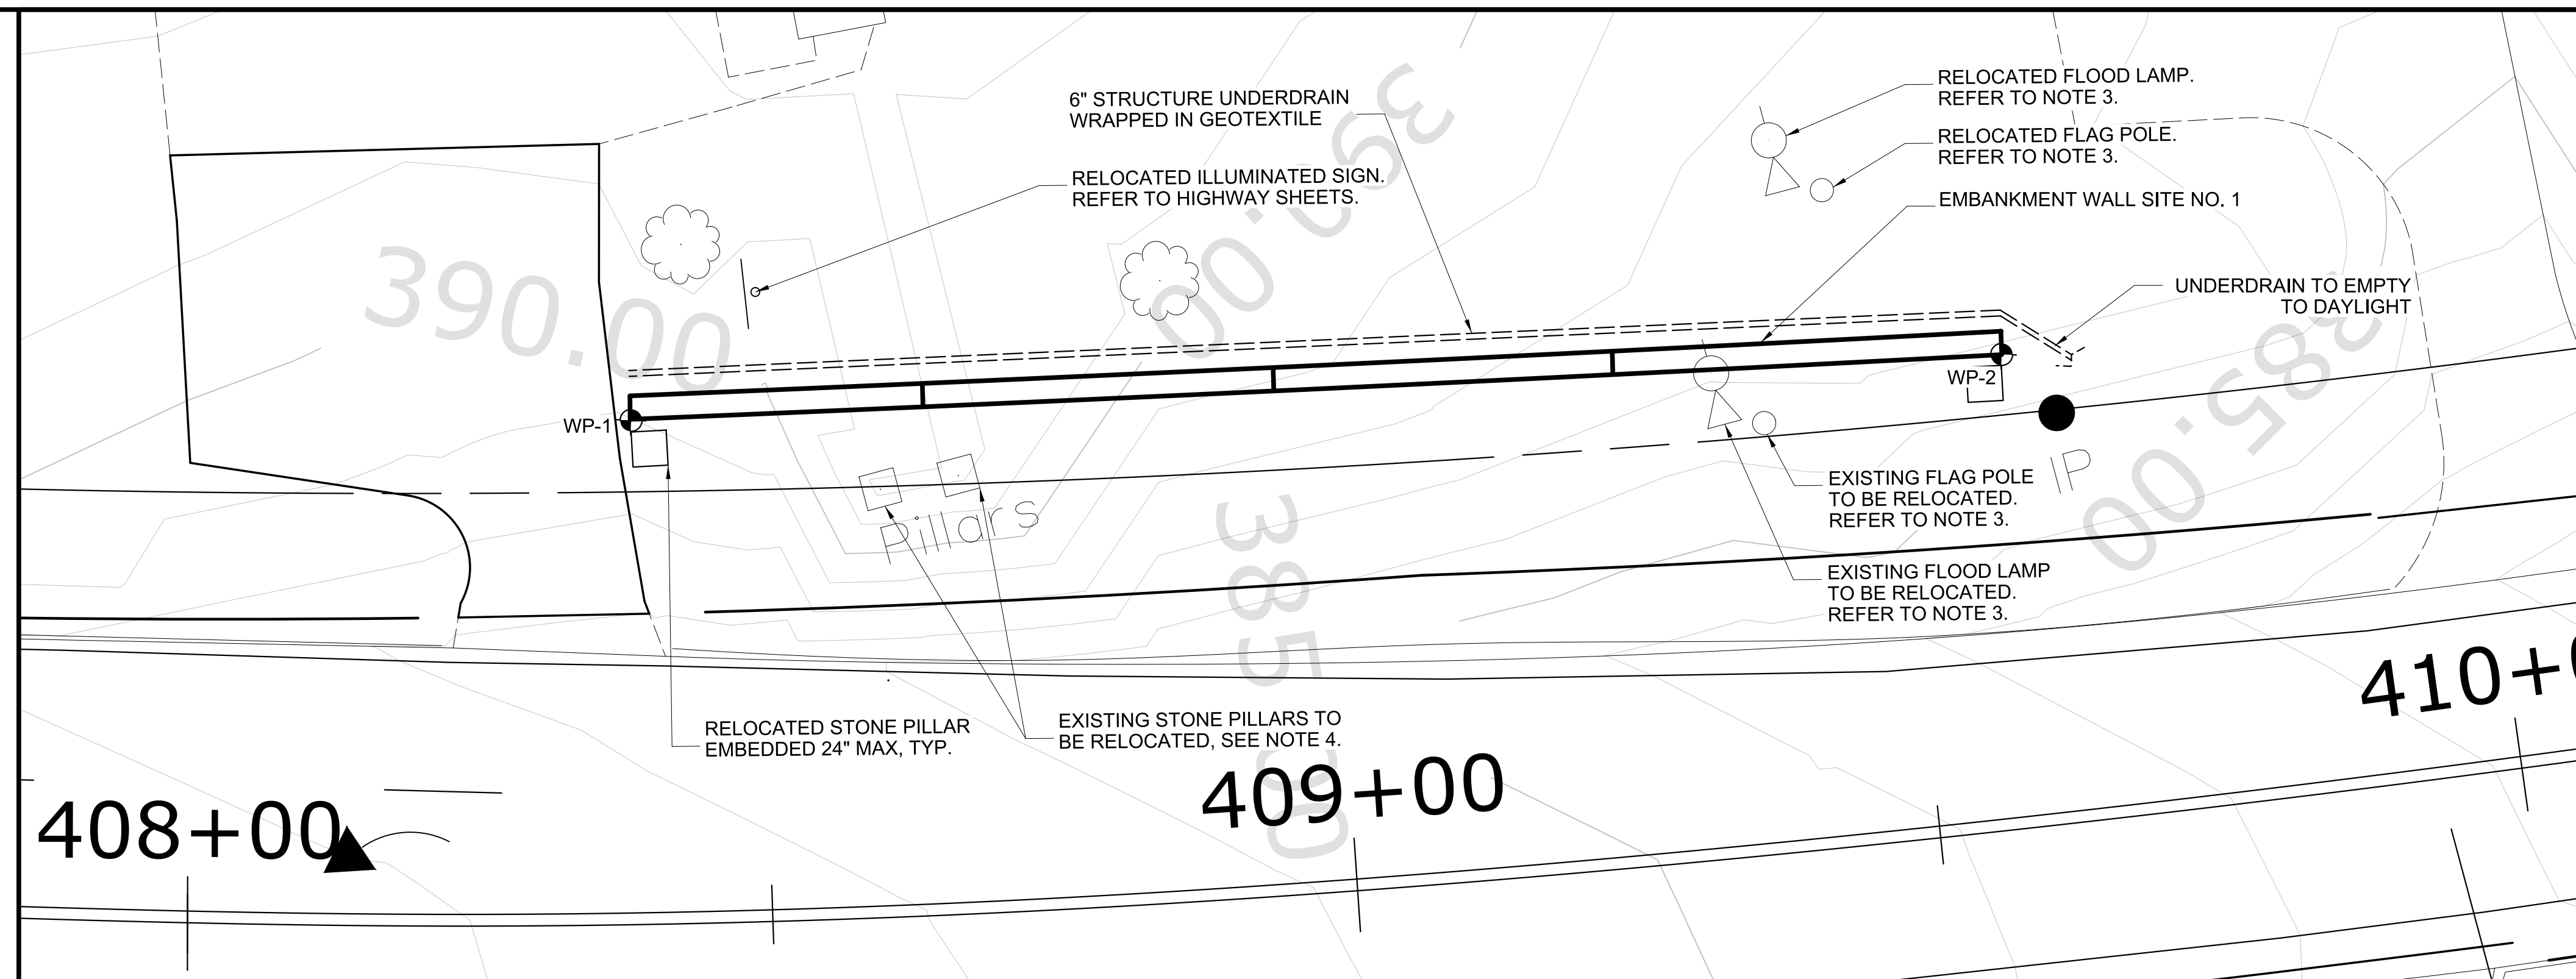 6" STRUCTURE UNDERDRAIN
WRAPPED IN GEOTEXTILE
RELOCATED ILLUMINATED SIGN.
REFER TO HIGHWAY SHEETS.
RELOCATED FLOOD LAMP.
REFER TO NOTE 3.
RELOCATED FLAG POLE.
REFER TO NOTE 3.
EMBANKMENT WALL SITE NO. 1
UNDERDRAIN TO EMPTY
TO DAYLIGHT
390.00
390.00
385.00
WP-1
WP-2
EXISTING FLAG POLE
TO BE RELOCATED.
REFER TO NOTE 3.
IP
Pillars
385.00
EXISTING FLOOD LAMP
TO BE RELOCATED.
REFER TO NOTE 3.
RELOCATED STONE PILLAR
EMBEDDED 24" MAX, TYP.
EXISTING STONE PILLARS TO
BE RELOCATED, SEE NOTE 4.
408+00
409+00
410+0